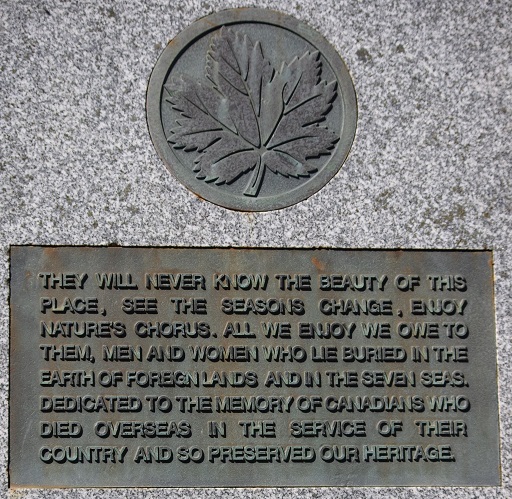 THEY WILL NEVER KNOW THE BEAUTY OF THIS
PLACE, SEE THE SEASONS CHANGE, ENJOY
NATURE'S CHORUS. ALL WE ENJOY WE OWE TO
THEM, MEN AND WOMEN WHO LIE BURIED IN THE
EARTH OF FOREIGN LANDS AND IN THE SEVEN SEAS.
DEDICATED TO THE MEMORY OF CANADIANS WHO
DIED OVERSEAS IN THE SERVICE OF THEIR
COUNTRY AND SO PRESERVED OUR HERITAGE.